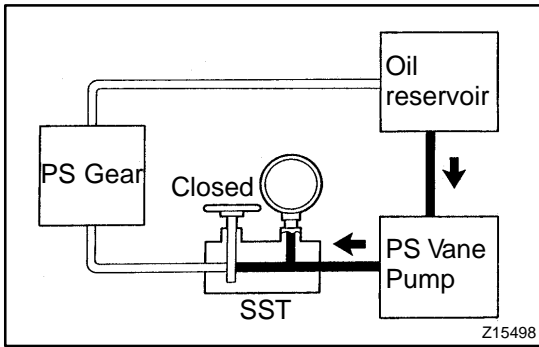 Oil
reservoir
PS Gear
Closed
PS Vane
Pump
SST
Z15498